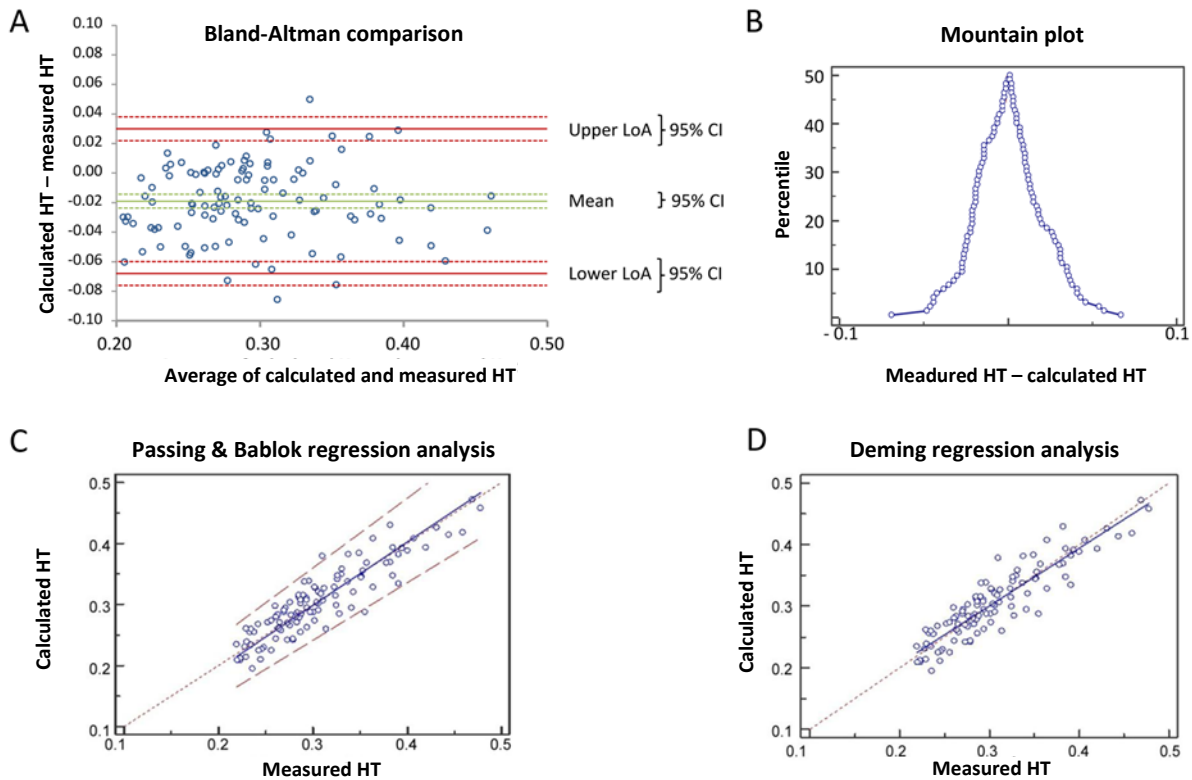 A
Bland-Altman comparison
0.10
0.08
0.06
0.04
0.02
0.00
-0.02
-0.04
-0.06
-0.08
-0.10
Calculated HT – measured HT
0.20 0.30 0.40 0.50
Average of calculated and measured HT
Upper LoA 95% CI
Mean 95% CI
Lower LoA 95% CI
B
Mountain plot
50
40
30
20
10
Percentile
-0.1 0.1
Meadured HT – calculated HT
C
Passing & Bablok regression analysis
0.5
0.4
0.3
0.2
0.1
Calculated HT
0.1 0.2 0.3 0.4 0.5
Measured HT
D
Deming regression analysis
0.5
0.4
0.3
0.2
0.1
Calculated HT
0.1 0.2 0.3 0.4 0.5
Measured HT